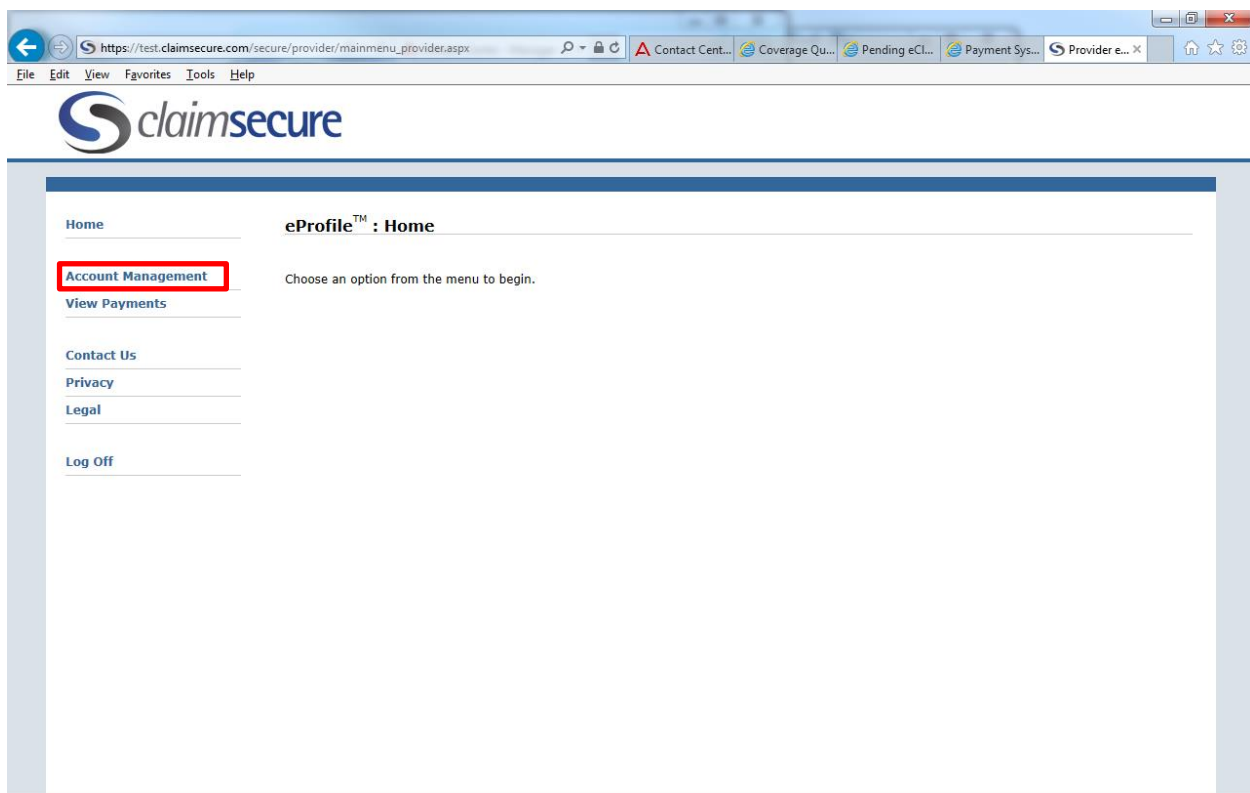 https://test.claimsecure.com/secure/provider/mainmenu_provider.aspx
Contact Cent... Coverage Qu... Pending eCl... Payment Sys... Provider e...
File Edit View Favorites Tools Help
claimsecure
Home
eProfile™ : Home
Account Management
Choose an option from the menu to begin.
View Payments
Contact Us
Privacy
Legal
Log Off